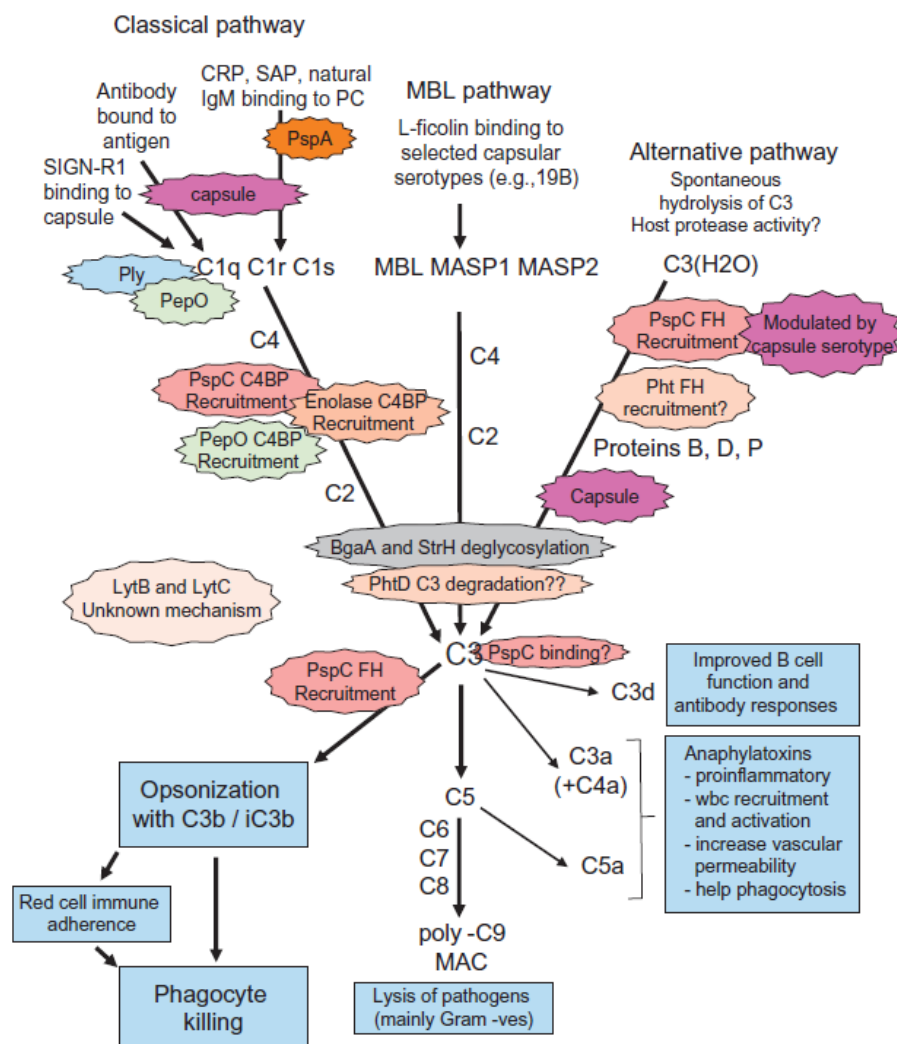 Classical pathway
CRP, SAP, natural
IgM binding to PC
Antibody
bound to
antigen
PspA
SIGN-R1
binding to
capsule
capsule
MBL pathway
L-ficolin binding to
selected capsular
serotypes (e.g.,19B)
Alternative pathway
Spontaneous
hydrolysis of C3
Host protease activity?
Ply
PepO
C1q C1r C1s
MBL MASP1 MASP2
C3(H2O)
PspC FH
Recruitment
Modulated by
capsule serotype
C4
C4
PspC C4BP
Recruitment
Enolase C4BP
Recruitment
PepO C4BP
Recruitment
Pht FH
recruitment?
C2
C2
Proteins B, D, P
Capsule
BgaA and StrH deglycosylation
PhtD C3 degradation??
LytB and LytC
Unknown mechanism
C3
PspC binding?
PspC FH
Recruitment
C3d
Improved B cell
function and
antibody responses
C3a
(+C4a)
Anaphylatoxins
- proinflammatory
- wbc recruitment
and activation
- increase vascular
permeability
- help phagocytosis
Opsonization
with C3b / iC3b
C5
C6
C7
C8
C5a
Red cell immune
adherence
poly -C9
MAC
Phagocyte
killing
Lysis of pathogens
(mainly Gram -ves)